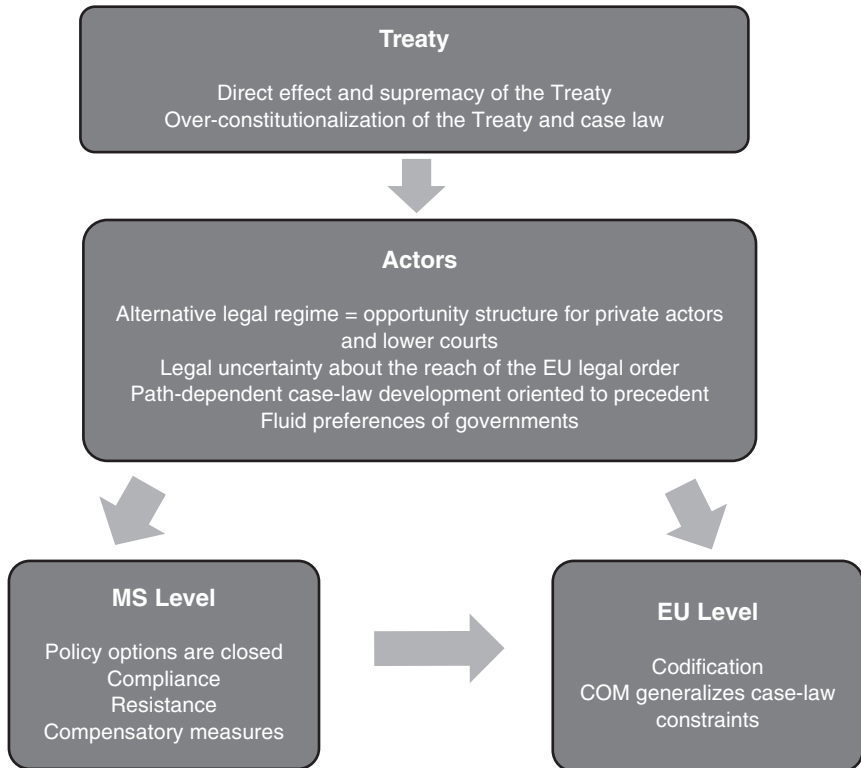 Treaty
Direct effect and supremacy of the Treaty
Over-constitutionalization of the Treaty and case law
Actors
Alternative legal regime = opportunity structure for private actors
and lower courts
Legal uncertainty about the reach of the EU legal order
Path-dependent case-law development oriented to precedent
Fluid preferences of governments
MS Level
Policy options are closed
Compliance
Resistance
Compensatory measures
EU Level
Codification
COM generalizes case-law
constraints